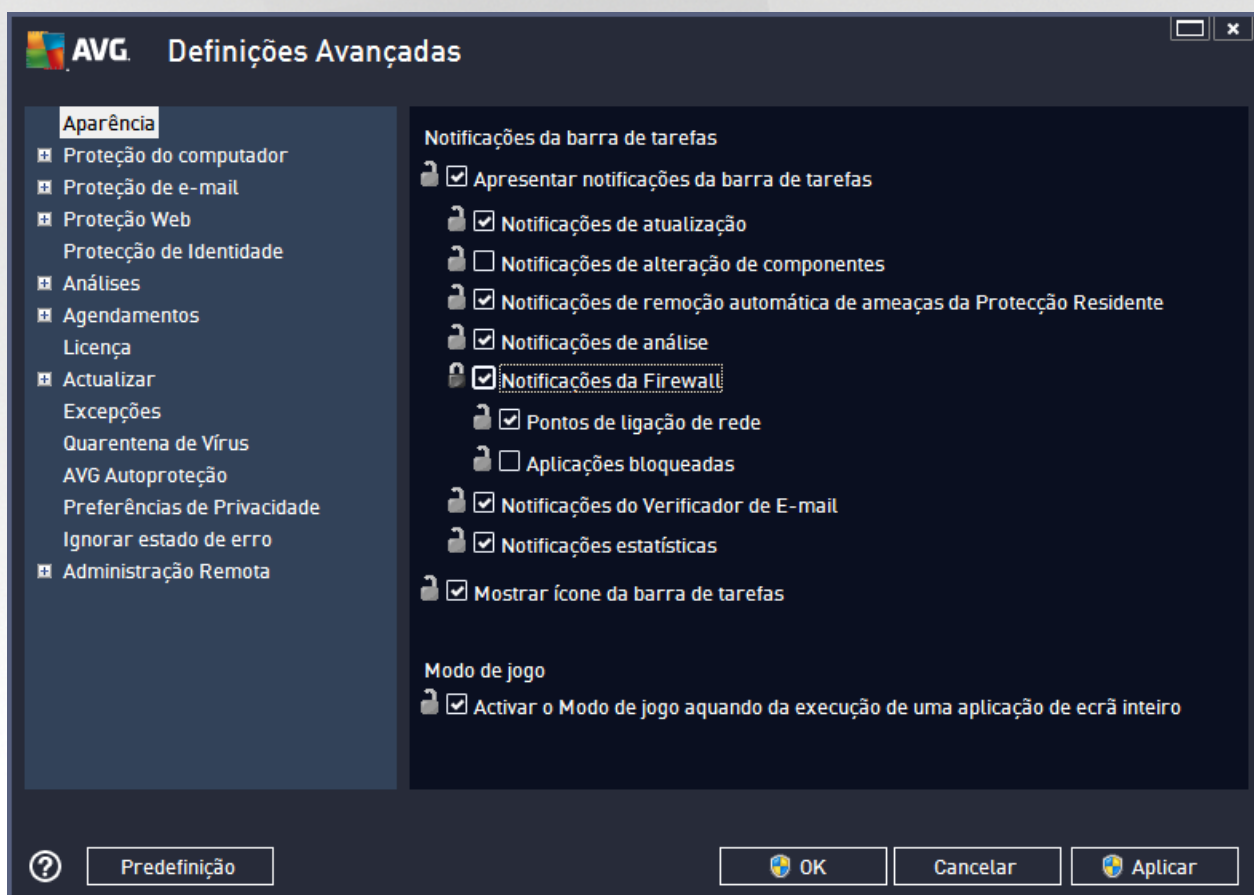 AVG. Definições Avançadas
Aparência
Proteção do computador
Proteção de e-mail
Proteção Web
Protecção de Identidade
Análises
Agendamentos
Licença
Actualizar
Excepções
Quarentena de Vírus
AVG Autoproteção
Preferências de Privacidade
Ignorar estado de erro
Administração Remota
Notificações da barra de tarefas
Apresentar notificações da barra de tarefas
Notificações de atualização
Notificações de alteração de componentes
Notificações de remoção automática de ameaças da Protecção Residente
Notificações de análise
Notificações da Firewall
Pontos de ligação de rede
Aplicações bloqueadas
Notificações do Verificador de E-mail
Notificações estatísticas
Mostrar ícone da barra de tarefas
Modo de jogo
Activar o Modo de jogo aquando da execução de uma aplicação de ecrã inteiro
? Predefinição OK Cancelar Aplicar